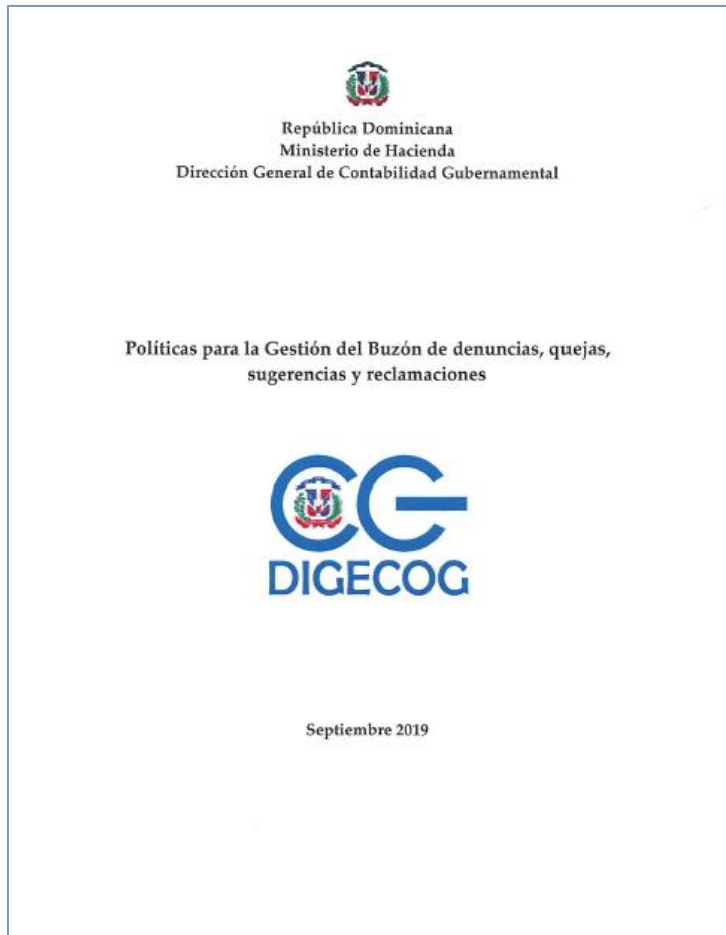 República Dominicana
Ministerio de Hacienda
Dirección General de Contabilidad Gubernamental
Políticas para la Gestión del Buzón de denuncias, quejas,
sugerencias y reclamaciones
CG
DIGECOG
Septiembre 2019